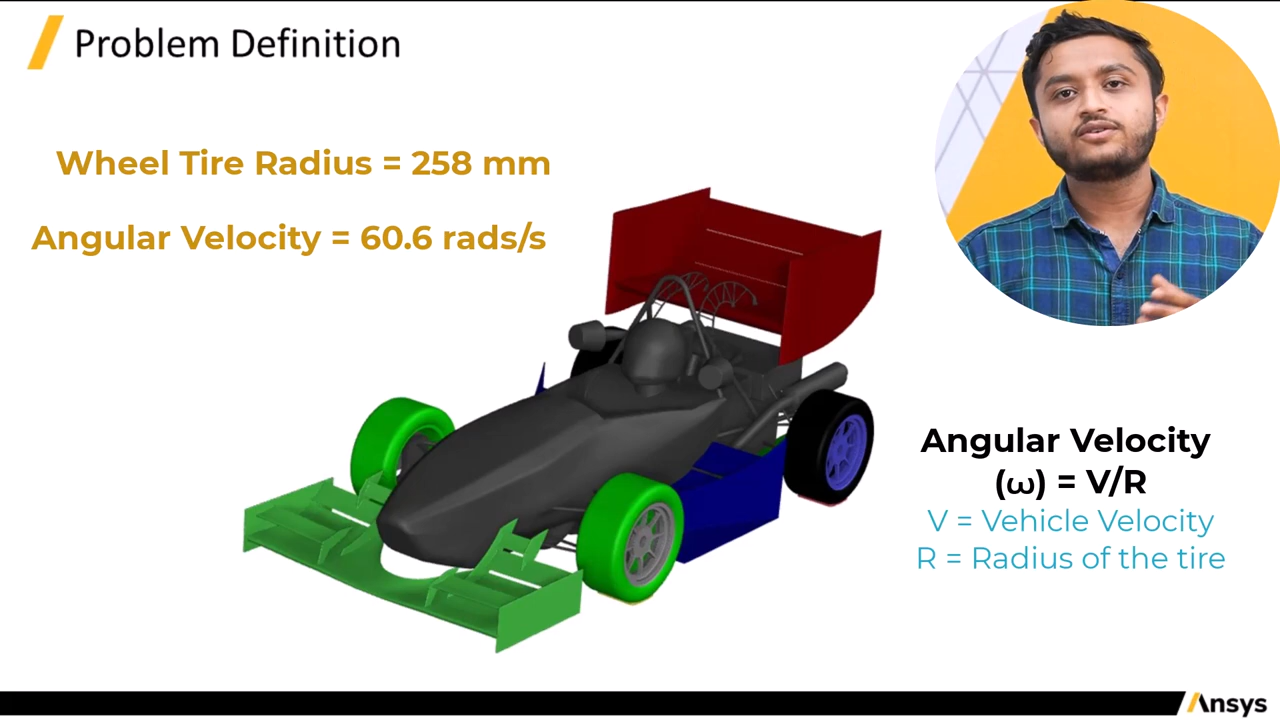 Problem Definition
Wheel Tire Radius = 258 mm
Angular Velocity = 60.6 rads/s
Angular Velocity
(ω) = V/R
V = Vehicle Velocity
R = Radius of the tire
Ansys